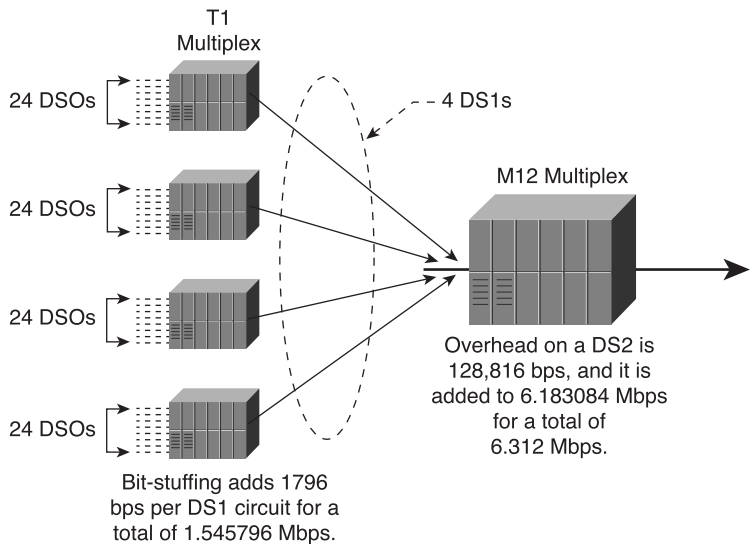 T1
Multiplex
24 DSOs
4 DS1s
24 DSOs
M12 Multiplex
24 DSOs
24 DSOs
Overhead on a DS2 is
128,816 bps, and it is
added to 6.183084 Mbps
for a total of
6.312 Mbps.
Bit-stuffing adds 1796
bps per DS1 circuit for a
total of 1.545796 Mbps.